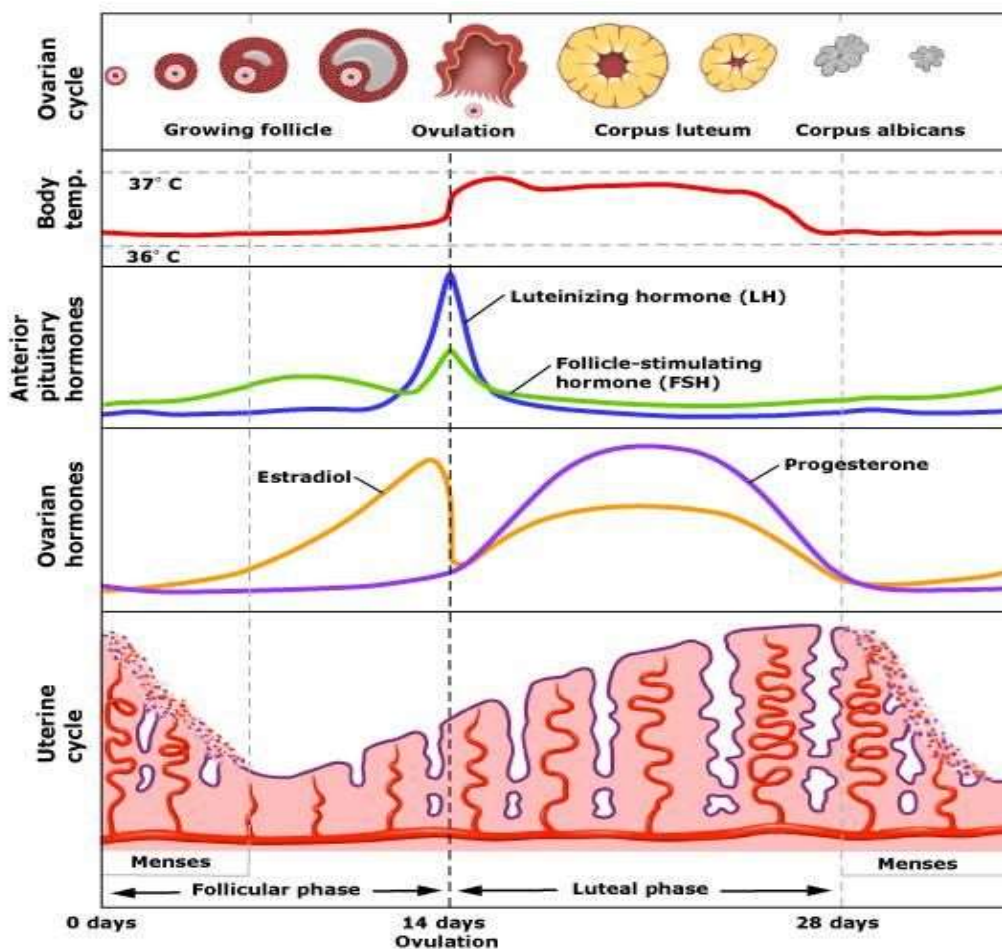 Ovarian
cycle
Growing follicle
Ovulation
Corpus luteum
Corpus albicans
Body
temp.
37° C
36° C
Anterior
pituitary
hormones
Luteinizing hormone (LH)
Follicle-stimulating
hormone (FSH)
Ovarian
hormones
Estradiol
Progesterone
Uterine
cycle
Menses
Menses
Follicular phase
Luteal phase
0 days
14 days
Ovulation
28 days